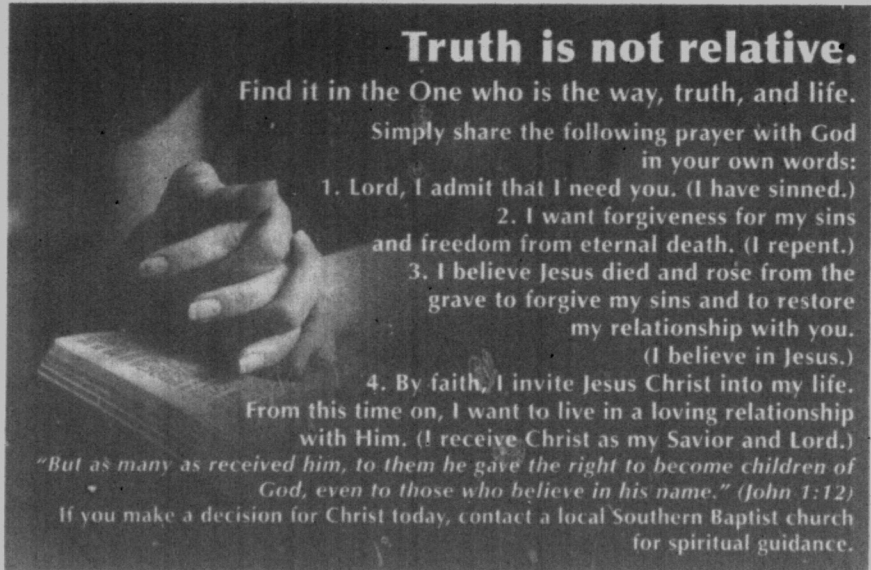 Truth is not relative.
Find it in the One who is the way, truth, and life.
Simply share the following prayer with God
in your own words:
1. Lord, I admit that I need you. (I have sinned.)
2. I want forgiveness for my sins
and freedom from eternal death. (I repent.)
3. I believe Jesus died and rose from the
grave to forgive my sins and to restore
my relationship with you.
(I believe in Jesus.)
4. By faith, I invite Jesus Christ into my life.
From this time on, I want to live in a loving relationship
with Him. (I receive Christ as my Savior and Lord.)
"But as many as received him, to them he gave the right to become children of
God, even to those who believe in his name." (John 1:12)
If you make a decision for Christ today, contact a local Southern Baptist church
for spiritual guidance.